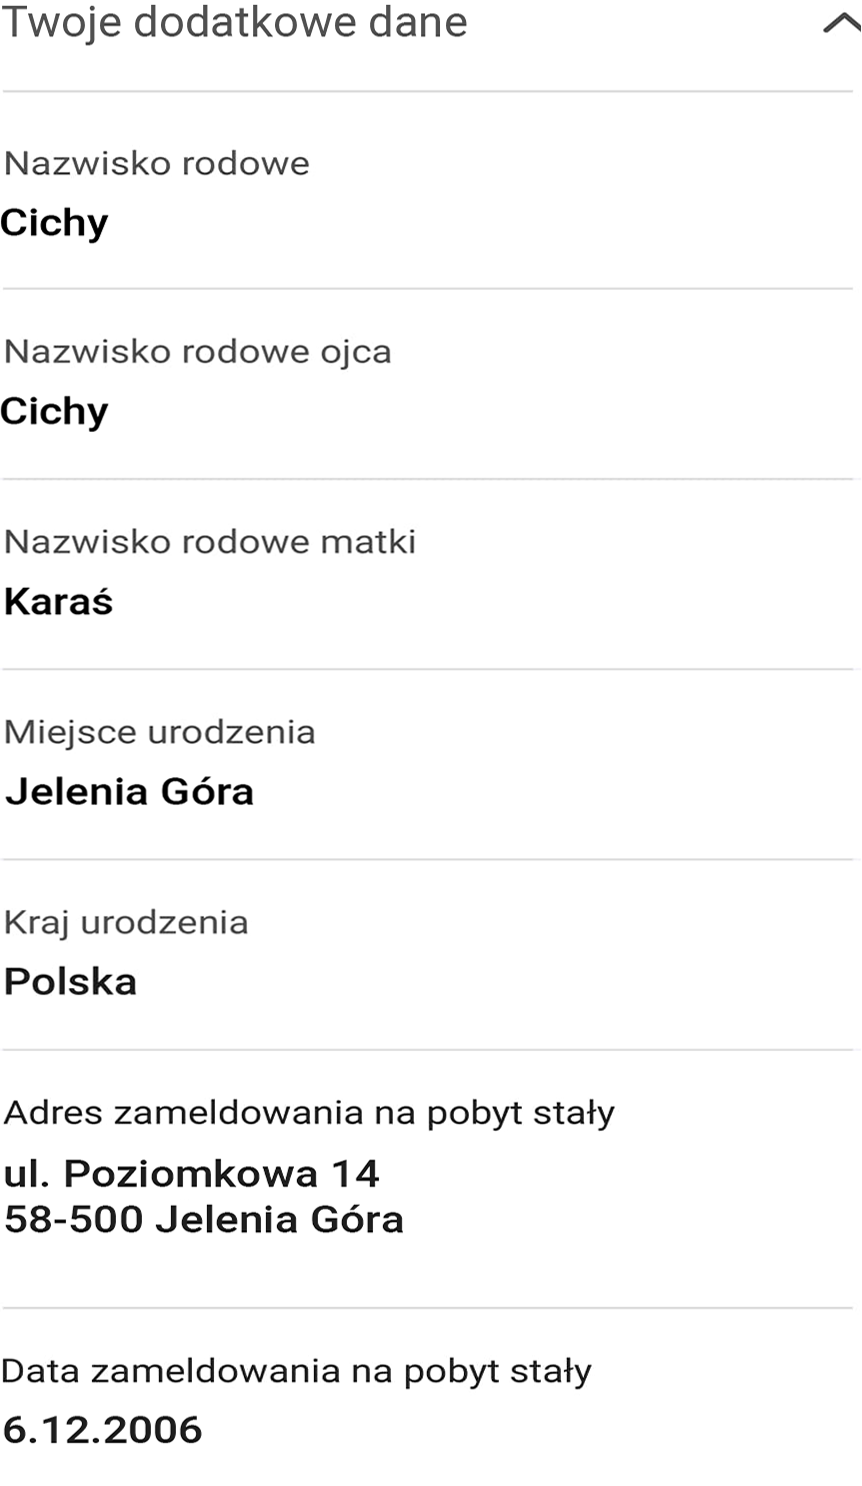 Twoje dodatkowe dane
Nazwisko rodowe
Cichy
Nazwisko rodowe ojca
Cichy
Nazwisko rodowe matki
Karaś
Miejsce urodzenia
Jelenia Góra
Kraj urodzenia
Polska
Adres zameldowania na pobyt stały
ul. Poziomkowa 14
58-500 Jelenia Góra
Data zameldowania na pobyt stały
6.12.2006